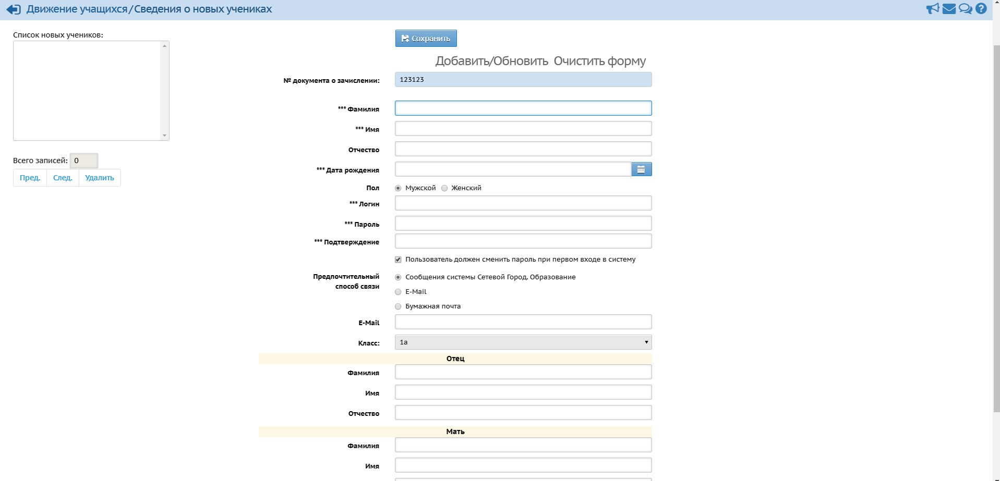 Движение учащихся/Сведения о новых учениках
Список новых учеников:
Всего записей: 0
Пред. След. Удалить
Сохранить
Добавить/Обновить Очистить форму
№ документа о зачислении: 123123
*** Фамилия
*** Имя
Отчество
*** Дата рождения
Пол Мужской Женский
*** Логин
*** Пароль
*** Подтверждение
Пользователь должен сменить пароль при первом входе в систему
Предпочтительный
способ связи
Сообщения системы Сетевой Город. Образование
E-Mail
Бумажная почта
E-Mail
Класс: 1а
Отец
Фамилия
Имя
Отчество
Мать
Фамилия
Имя